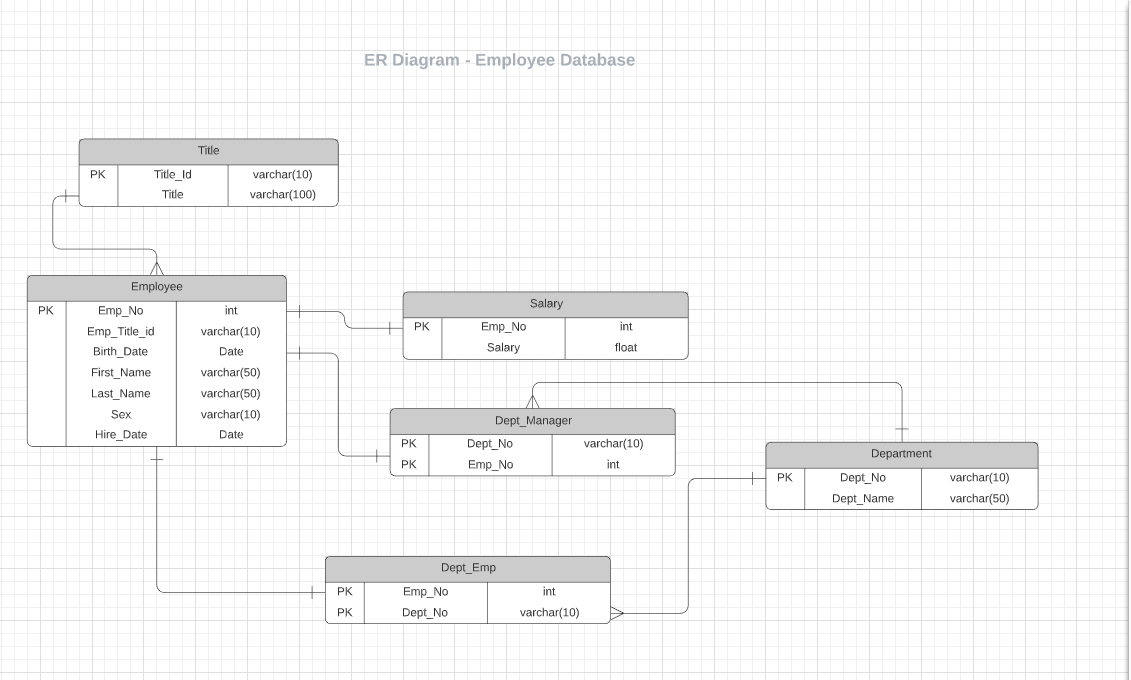 ER Diagram - Employee Database
Title
PK Title_Id varchar(10)
Title varchar(100)
Employee
PK Emp_No int
Emp_Title_id varchar(10)
Birth_Date Date
First_Name varchar(50)
Last_Name varchar(50)
Sex varchar(10)
Hire_Date Date
Salary
PK Emp_No int
Salary float
Dept_Manager
PK Dept_No varchar(10)
PK Emp_No int
Department
PK Dept_No varchar(10)
Dept_Name varchar(50)
Dept_Emp
PK Emp_No int
PK Dept_No varchar(10)